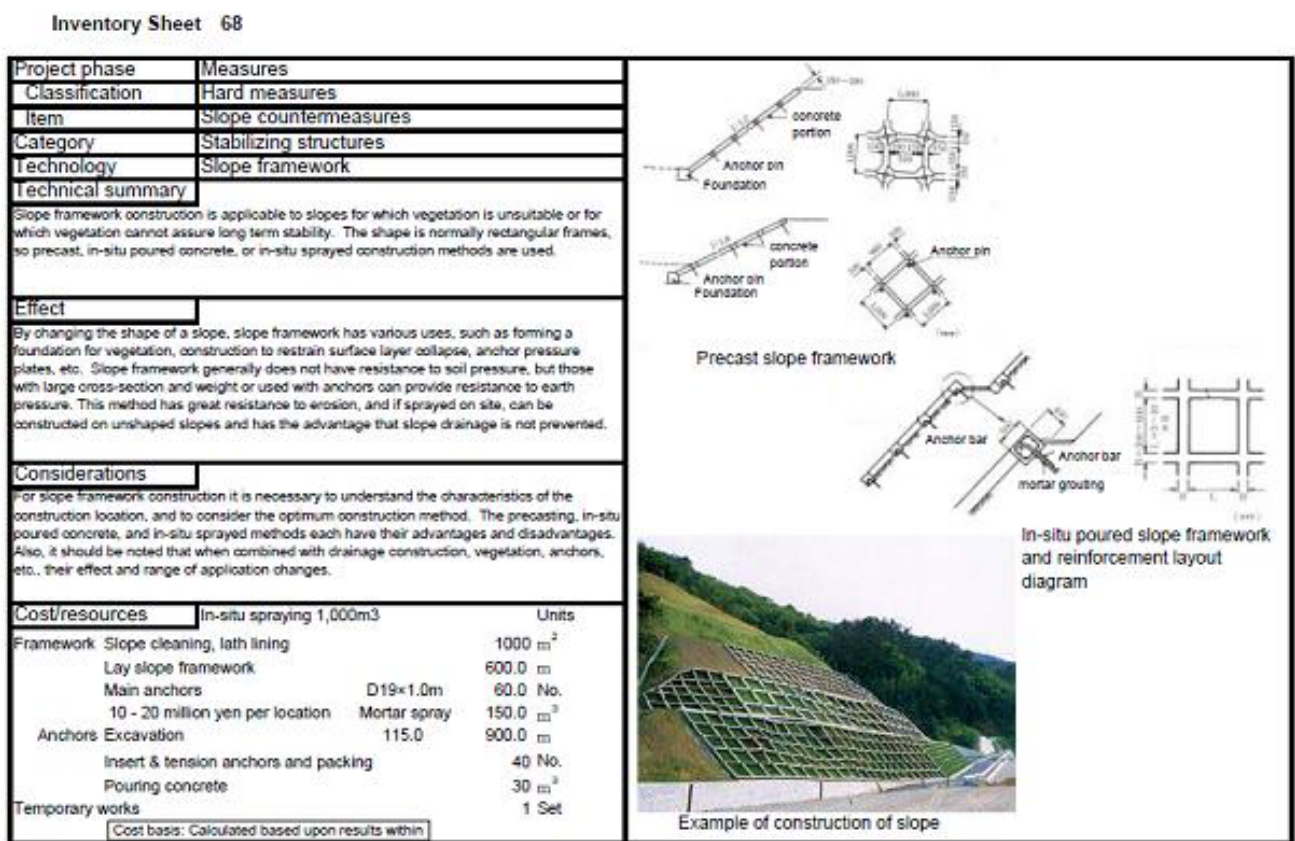 Inventory Sheet 68
Project phase Measures
Classification Hard measures
Item Slope countermeasures
Category Stabilizing structures
Technology Slope framework
Technical summary
Slope framework construction is applicable to slopes for which vegetation is unsuitable or for
which vegetation cannot assure long term stability. The shape is normally rectangular frames,
so precast, in-situ poured concrete, or in-situ sprayed construction methods are used.
Effect
By changing the shape of a slope, slope framework has various uses, such as forming a
foundation for vegetation, construction to restrain surface layer collapse, anchor pressure
plates, etc. Slope framework generally does not have resistance to soil pressure, but those
with large cross-section and weight or used with anchors can provide resistance to earth
pressure. This method has great resistance to erosion, and if sprayed on site, can be
constructed on unshaped slopes and has the advantage that slope drainage is not prevented.
Considerations
For slope framework construction it is necessary to understand the characteristics of the
construction location, and to consider the optimum construction method. The precasting, in-situ
poured concrete, and in-situ sprayed methods each have their advantages and disadvantages.
Also, it should be noted that when combined with drainage construction, vegetation, anchors,
etc., their effect and range of application changes.
Cost/resources In-situ spraying 1,000m3 Units
Framework Slope cleaning, lath lining 1000 m²
Lay slope framework 600.0 m
Main anchors D19×1.0m 60.0 No.
10 - 20 million yen per location Mortar spray 150.0 m³
Anchors Excavation 115.0 900.0 m
Insert & tension anchors and packing 40 No.
Pouring concrete 30 m³
Temporary works 1 Set
Cost basis: Calculated based upon results within
concrete
portion
Anchor pin
Foundation
concrete
portion
Anchor pin
Foundation
Anchor pin
Precast slope framework
Anchor bar
Anchor bar
mortar grouting
In-situ poured slope framework
and reinforcement layout
diagram
Example of construction of slope